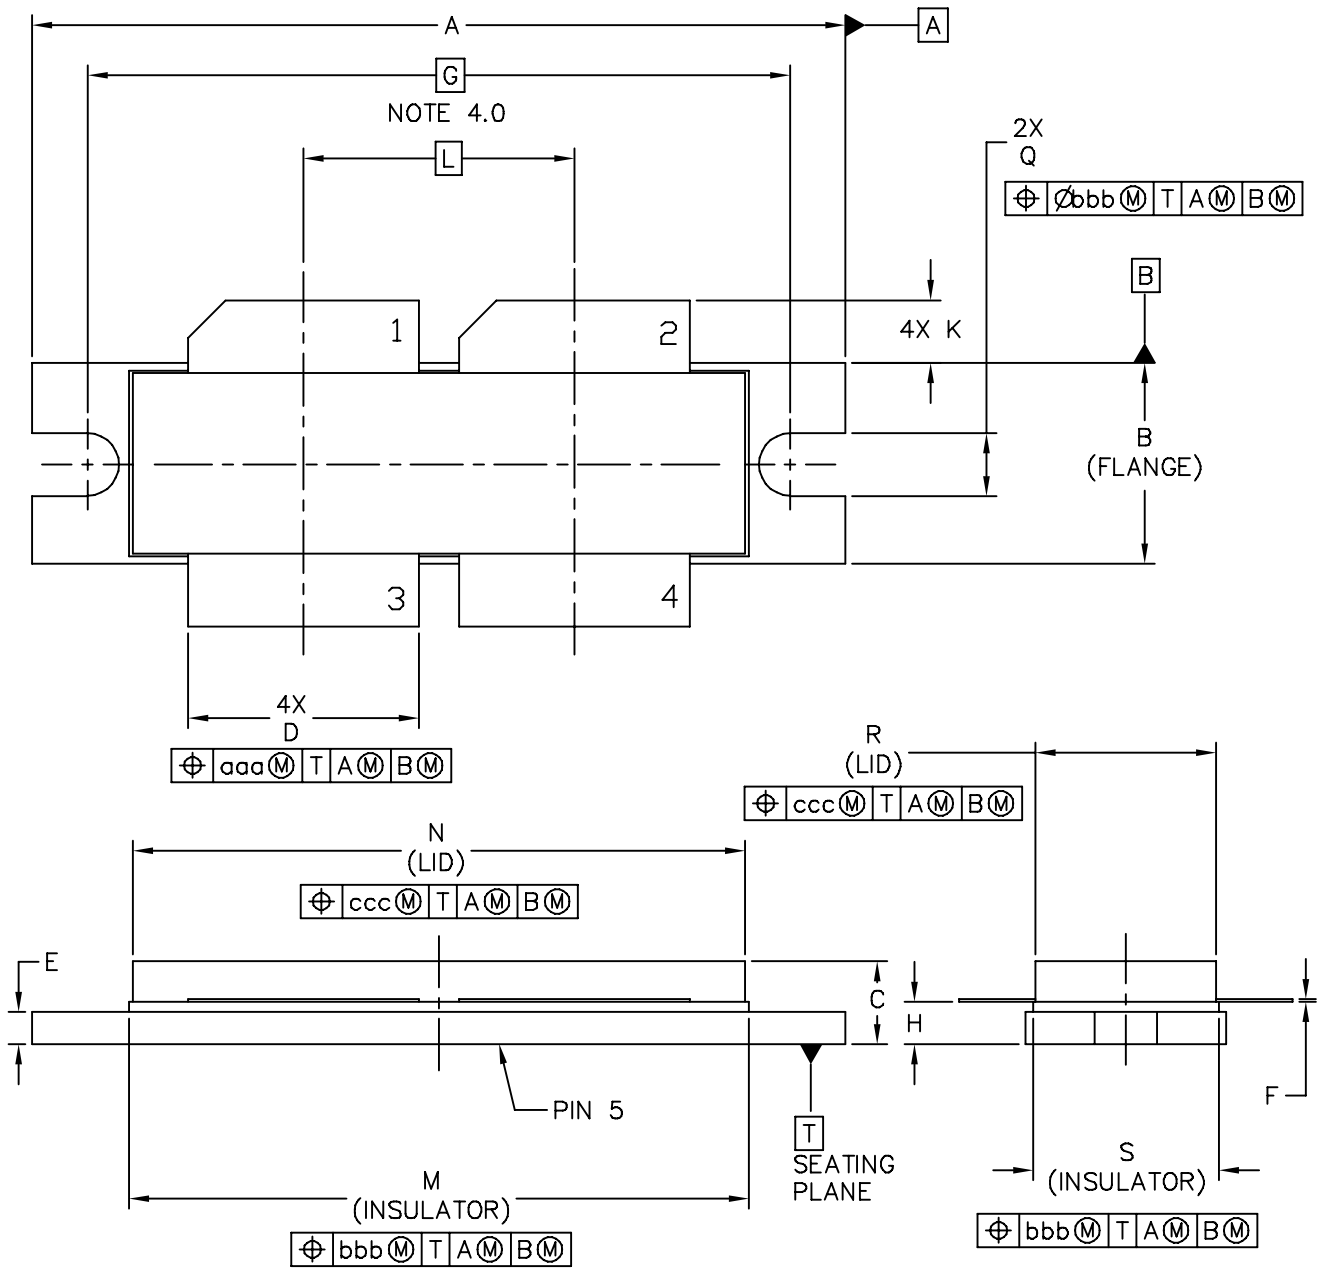 A
A
G
NOTE 4.0
L
2X
Q
⌖ Øbbb Ⓜ T A Ⓜ B Ⓜ
B
1
2
4X K
B
(FLANGE)
3
4
4X
D
⌖ aaa Ⓜ T A Ⓜ B Ⓜ
R
(LID)
⌖ ccc Ⓜ T A Ⓜ B Ⓜ
N
(LID)
⌖ ccc Ⓜ T A Ⓜ B Ⓜ
E
C
H
F
PIN 5
T
SEATING
PLANE
M
(INSULATOR)
⌖ bbb Ⓜ T A Ⓜ B Ⓜ
S
(INSULATOR)
⌖ bbb Ⓜ T A Ⓜ B Ⓜ